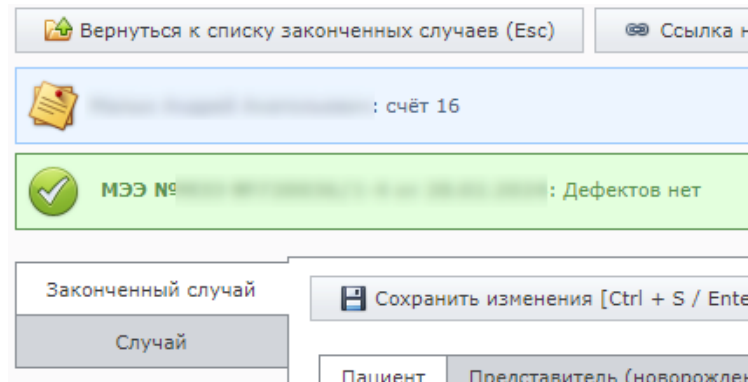 Вернуться к списку законченных случаев (Esc)
Ссылка н
: счёт 16
МЭЭ №
: Дефектов нет
Законченный случай
Сохранить изменения [Ctrl + S / Ente
Случай
Пациент
Представитель (новорожден